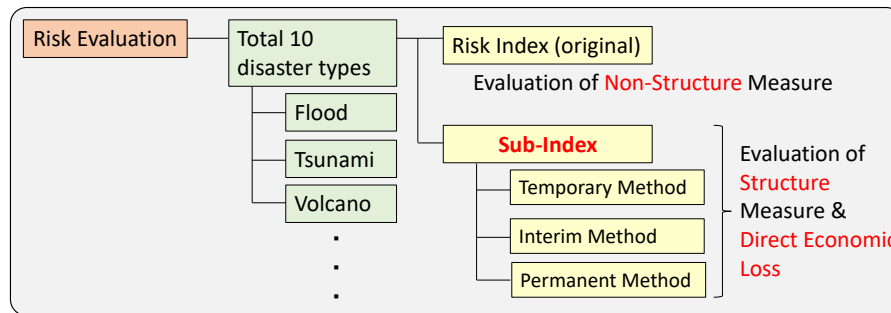 Risk Evaluation
Total 10
disaster types
Flood
Tsunami
Volcano
Risk Index (original)
Evaluation of Non-Structure Measure
Sub-Index
Temporary Method
Interim Method
Permanent Method
Evaluation of
Structure
Measure &
Direct Economic
Loss